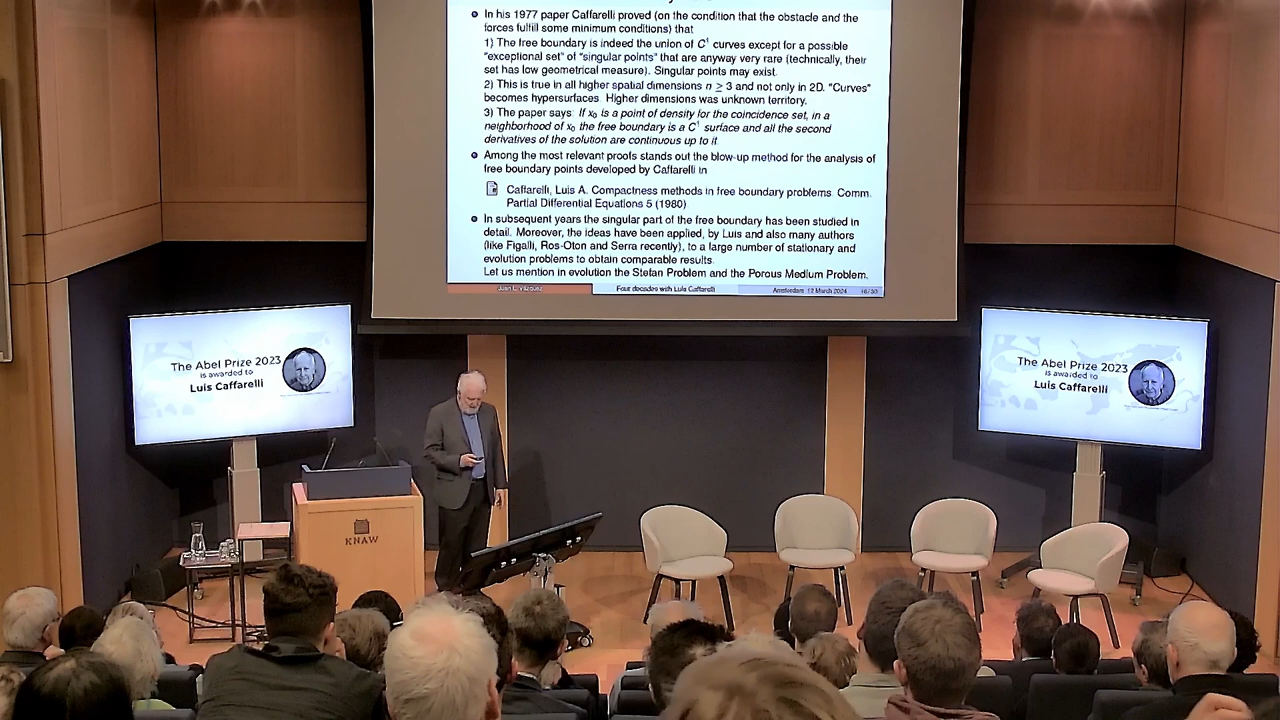 In his 1977 paper Caffarelli proved (on the condition that the obstacle and the
forces fulfill some minimum conditions) that
1) The free boundary is indeed the union of C¹ curves except for a possible
"exceptional set" of "singular points" that are anyway very rare (technically, their
set has low geometrical measure). Singular points may exist.
2) This is true in all higher spatial dimensions n ≥ 3 and not only in 2D. "Curves"
becomes hypersurfaces. Higher dimensions was unknown territory.
3) The paper says: If x₀ is a point of density for the coincidence set, in a
neighborhood of x₀ the free boundary is a C¹ surface and all the second
derivatives of the solution are continuous up to it.
Among the most relevant proofs stands out the blow-up method for the analysis of
free boundary points developed by Caffarelli in
Caffarelli, Luis A. Compactness methods in free boundary problems. Comm.
Partial Differential Equations 5 (1980)
In subsequent years the singular part of the free boundary has been studied in
detail. Moreover, the ideas have been applied, by Luis and also many authors
(like Figalli, Ros-Oton and Serra recently), to a large number of stationary and
evolution problems to obtain comparable results.
Let us mention in evolution the Stefan Problem and the Porous Medium Problem.
Juan L. Vázquez Four decades with Luis Caffarelli Amsterdam 12 March 2024 16/30
The Abel Prize 2023
is awarded to
Luis Caffarelli
The Abel Prize 2023
is awarded to
Luis Caffarelli
KNAW